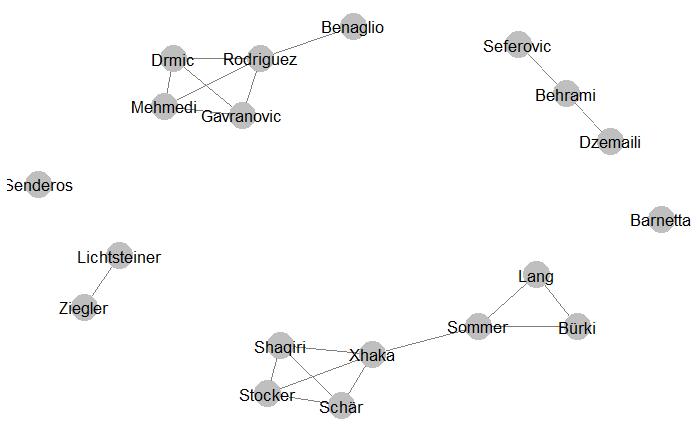 Benaglio
Seferovic
Drmic
Rodriguez
Behrami
Mehmedi
Gavranovic
Dzemaili
Senderos
Barnetta
Lichtsteiner
Lang
Ziegler
Sommer
Bürki
Shaqiri
Xhaka
Stocker
Schär